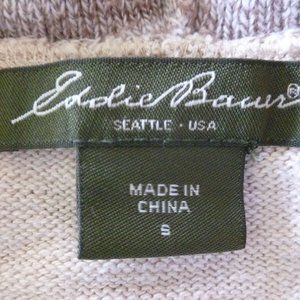 Eddie Bauer®
SEATTLE · USA
MADE IN
CHINA
S